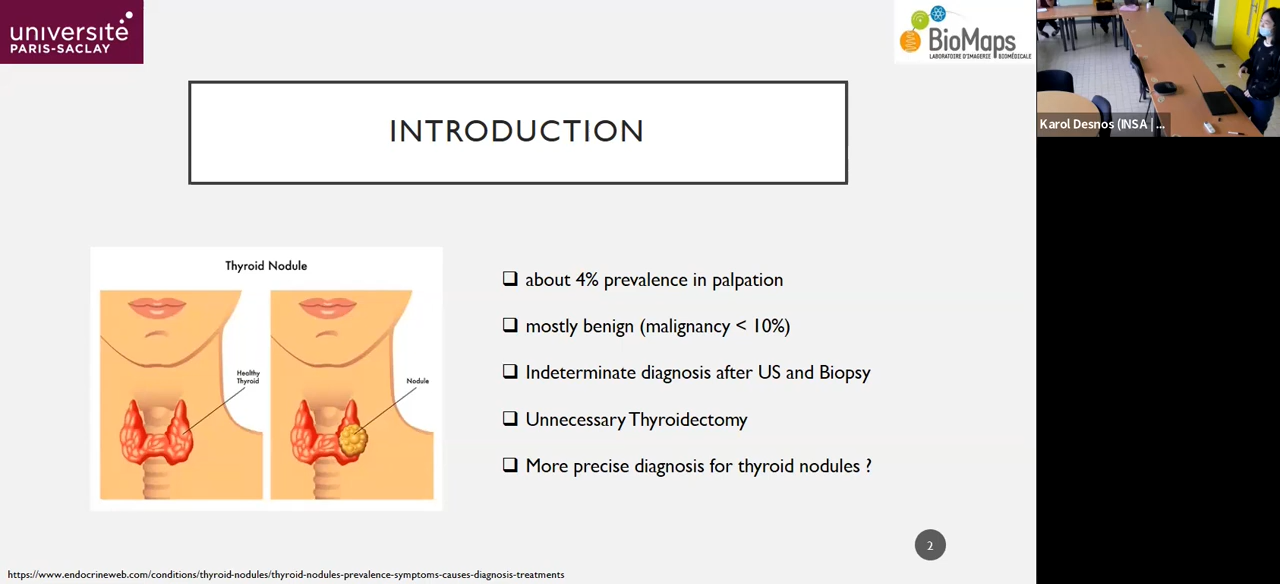 université
PARIS-SACLAY
BioMaps
LABORATOIRE D'IMAGERIE BIOMÉDICALE
Karol Desnos (INSA | ...
INTRODUCTION
Thyroid Nodule
Healthy
Thyroid
Nodule
❑ about 4% prevalence in palpation
❑ mostly benign (malignancy < 10%)
❑ Indeterminate diagnosis after US and Biopsy
❑ Unnecessary Thyroidectomy
❑ More precise diagnosis for thyroid nodules ?
2
https://www.endocrineweb.com/conditions/thyroid-nodules/thyroid-nodules-prevalence-symptoms-causes-diagnosis-treatments